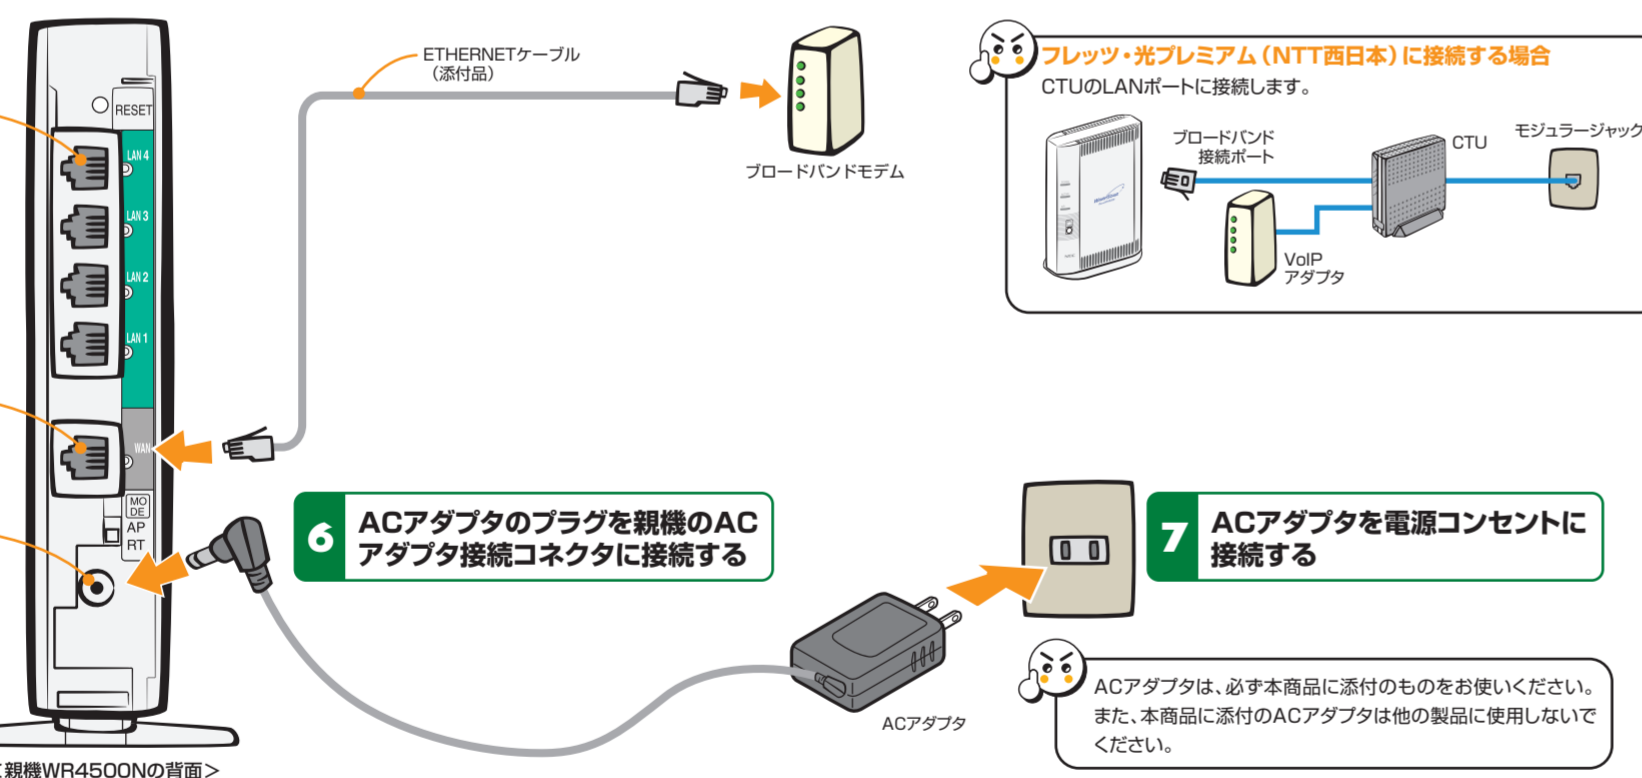 ETHERNETケーブル
（添付品）
ブロードバンドモデム
RESET
LAN 4
LAN 3
LAN 2
LAN 1
WAN
MO
DE
AP
RT
<親機WR4500Nの背面>
フレッツ・光プレミアム（NTT西日本）に接続する場合
CTUのLANポートに接続します。
ブロードバンド
接続ポート
CTU
モジュラージャック
VoIP
アダプタ
6 ACアダプタのプラグを親機のAC
アダプタ接続コネクタに接続する
ACアダプタ
7 ACアダプタを電源コンセントに
接続する
ACアダプタは、必ず本商品に添付のものをお使いください。
また、本商品に添付のACアダプタは他の製品に使用しないで
ください。